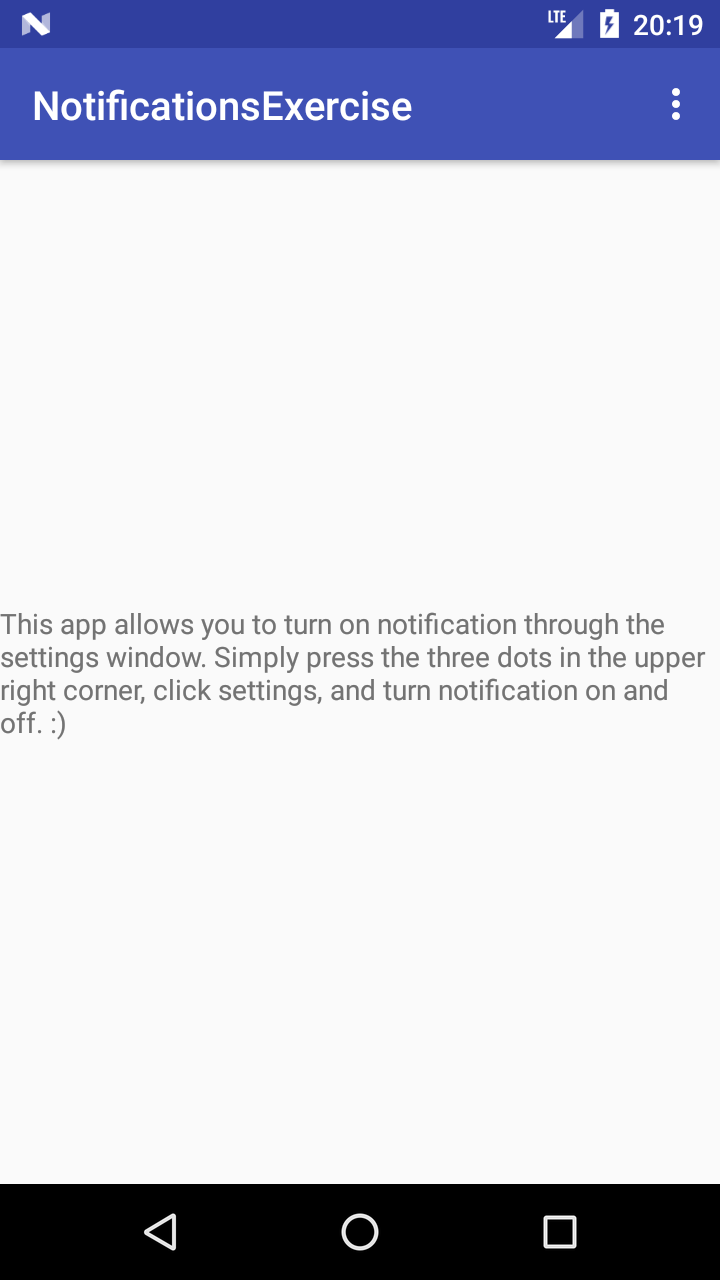 LTE 20:19
NotificationsExercise
This app allows you to turn on notification through the
settings window. Simply press the three dots in the upper
right corner, click settings, and turn notification on and
off. :)